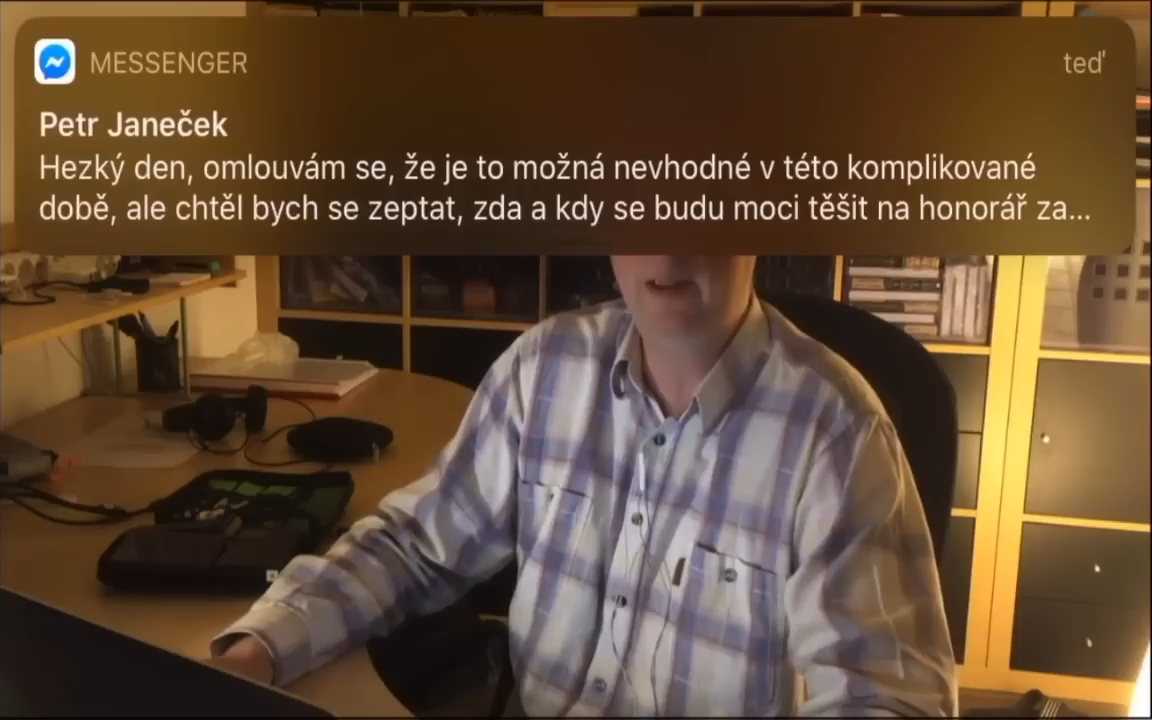 MESSENGER
teď
Petr Janeček
Hezký den, omlouvám se, že je to možná nevhodné v této komplikované
době, ale chtěl bych se zeptat, zda a kdy se budu moci těšit na honorář za...